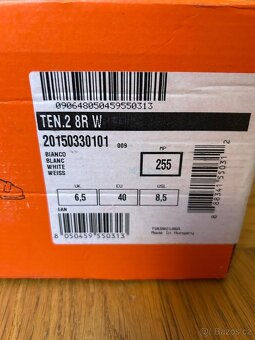 0906480504595550313
TEN.2 8R W
20150330101 009
BIANCO
BLANC
WHITE
WEISS
MP
255
UK EU USL
6,5 40 8,5
EAN
8 050459 550313
Made in Hungary
© Bazos.cz